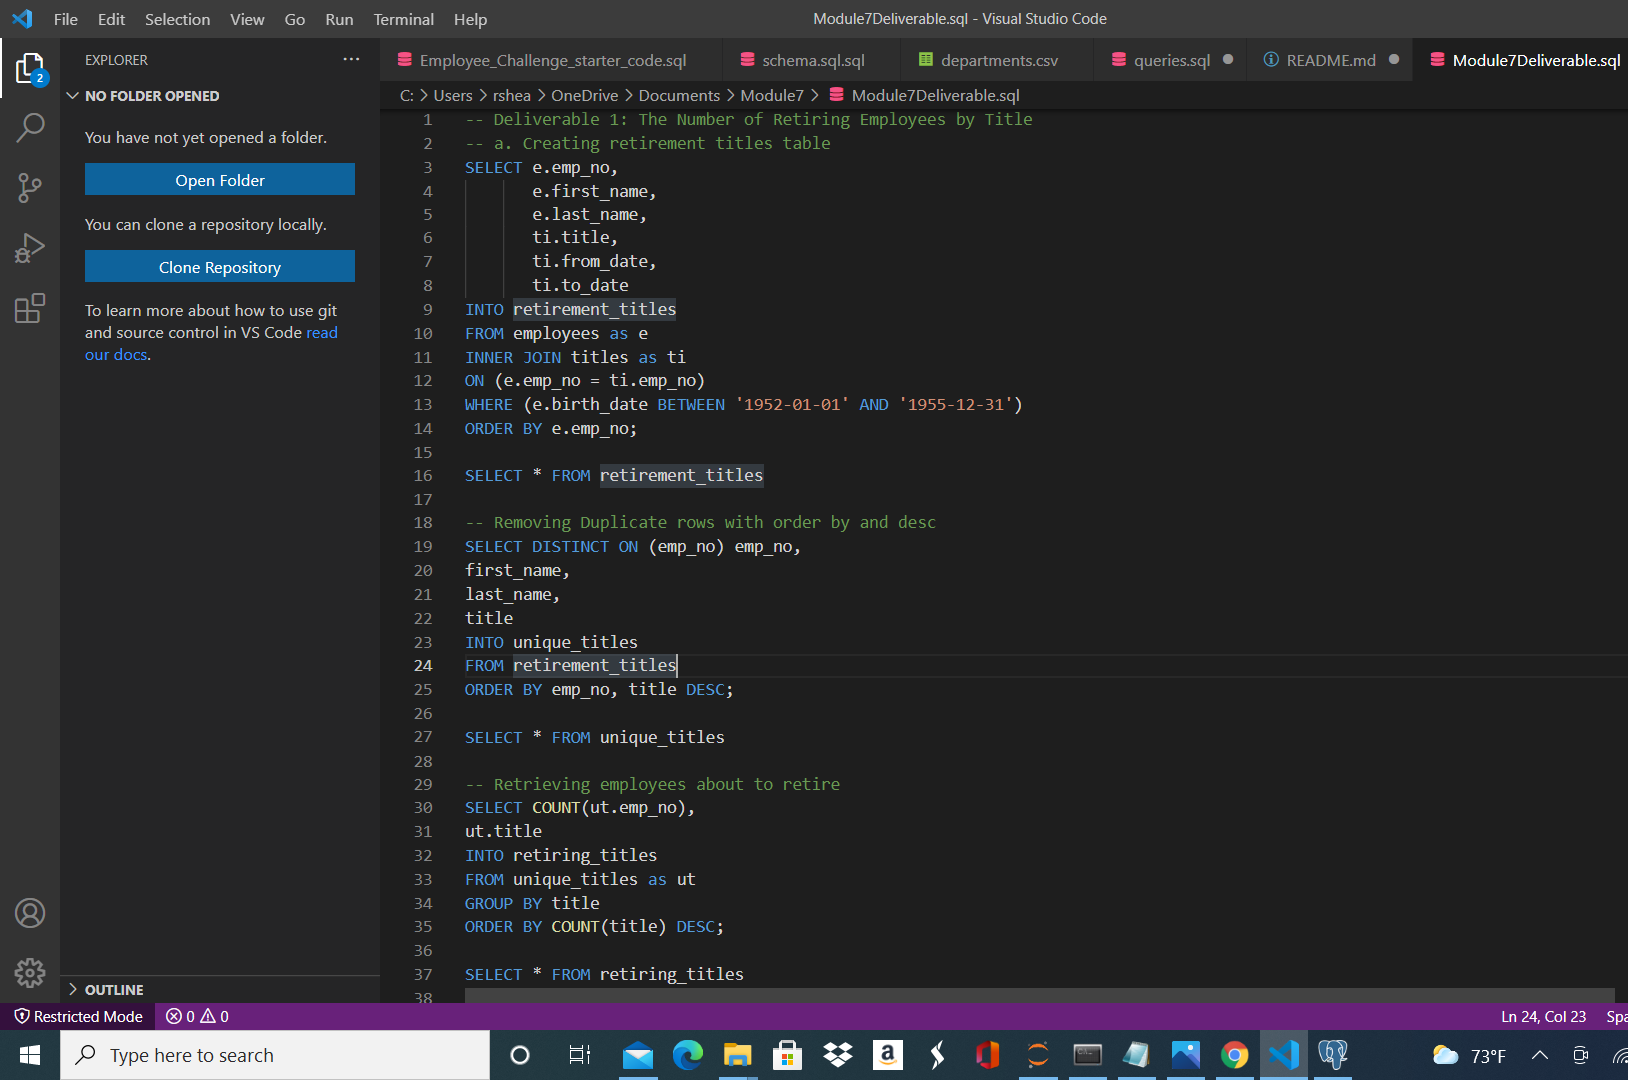 File Edit Selection View Go Run Terminal Help
Module7Deliverable.sql - Visual Studio Code
EXPLORER
Employee_Challenge_starter_code.sql
schema.sql.sql
departments.csv
queries.sql
README.md
Module7Deliverable.sql
2
NO FOLDER OPENED
You have not yet opened a folder.
Open Folder
You can clone a repository locally.
Clone Repository
To learn more about how to use git
and source control in VS Code read
our docs.
C: > Users > rshea > OneDrive > Documents > Module7 > Module7Deliverable.sql
1 -- Deliverable 1: The Number of Retiring Employees by Title
2 -- a. Creating retirement titles table
3 SELECT e.emp_no,
4 e.first_name,
5 e.last_name,
6 ti.title,
7 ti.from_date,
8 ti.to_date
9 INTO retirement_titles
10 FROM employees as e
11 INNER JOIN titles as ti
12 ON (e.emp_no = ti.emp_no)
13 WHERE (e.birth_date BETWEEN '1952-01-01' AND '1955-12-31')
14 ORDER BY e.emp_no;
15
16 SELECT * FROM retirement_titles
17
18 -- Removing Duplicate rows with order by and desc
19 SELECT DISTINCT ON (emp_no) emp_no,
20 first_name,
21 last_name,
22 title
23 INTO unique_titles
24 FROM retirement_titles
25 ORDER BY emp_no, title DESC;
26
27 SELECT * FROM unique_titles
28
29 -- Retrieving employees about to retire
30 SELECT COUNT(ut.emp_no),
31 ut.title
32 INTO retiring_titles
33 FROM unique_titles as ut
34 GROUP BY title
35 ORDER BY COUNT(title) DESC;
36
37 SELECT * FROM retiring_titles
38
OUTLINE
Restricted Mode 0 0
Ln 24, Col 23 Spa
Type here to search
73°F